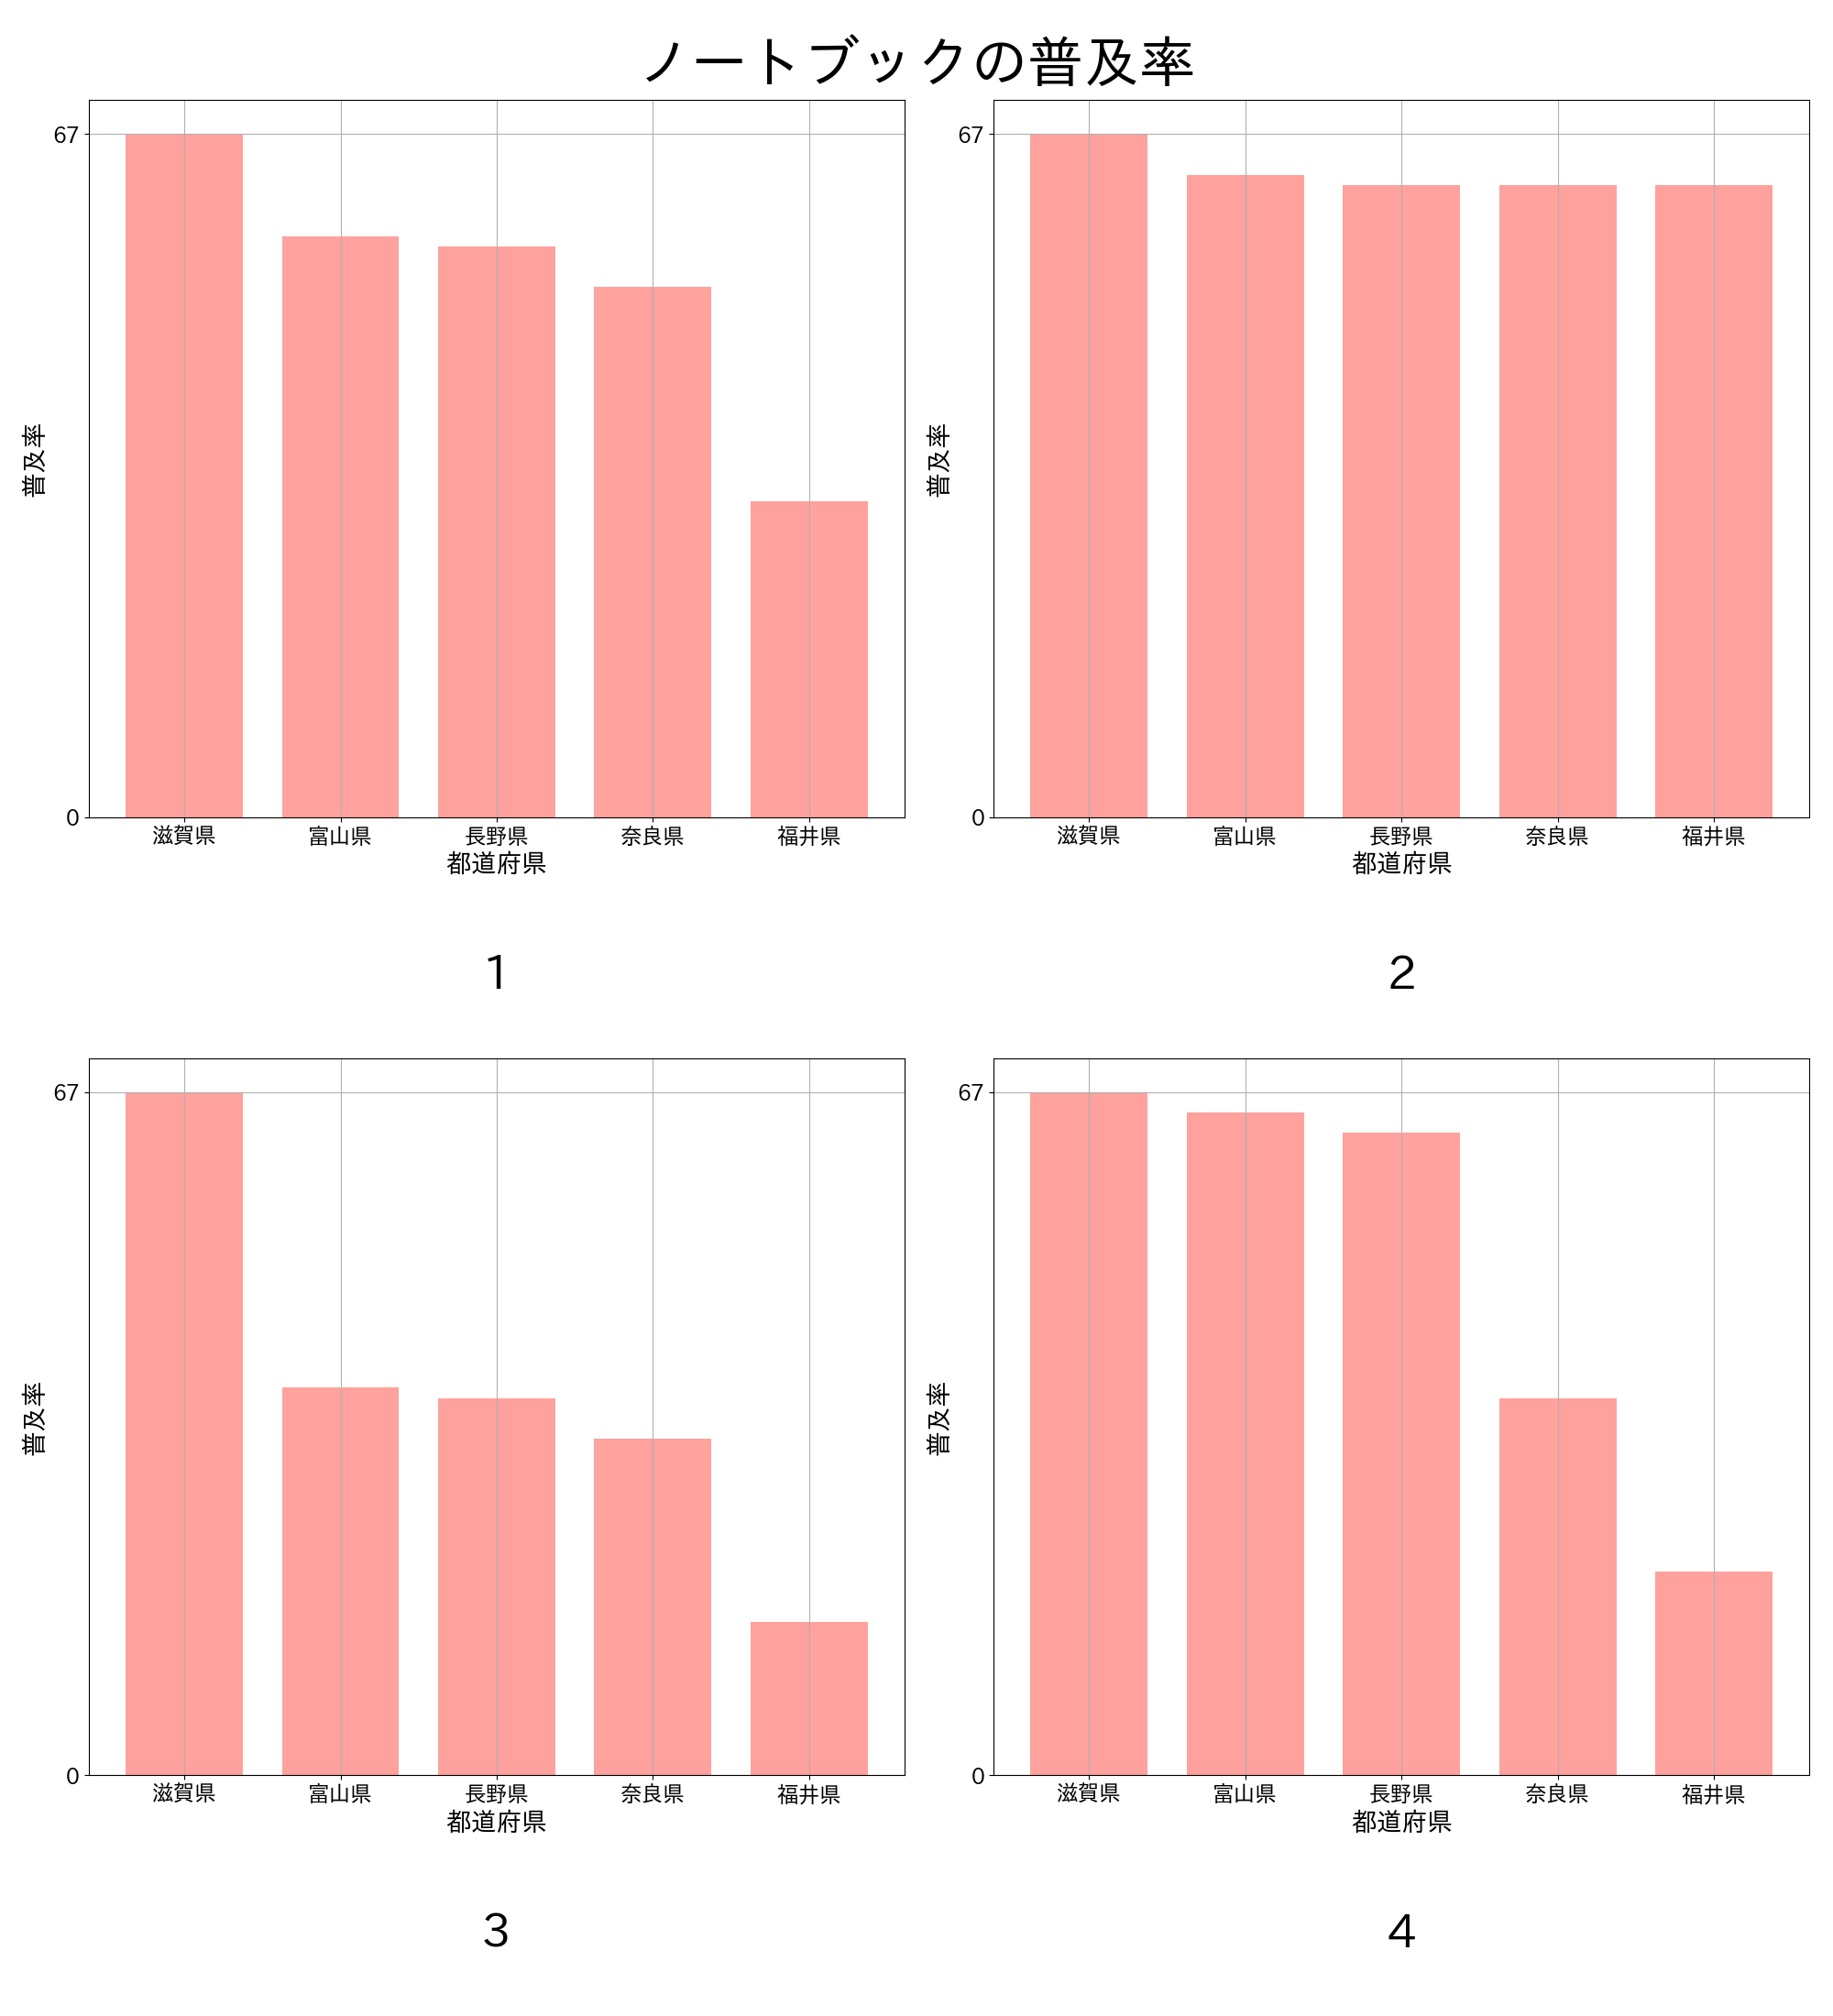 ノートブックの普及率
67
0
普及率
滋賀県 富山県 長野県 奈良県 福井県
都道府県
1
67
0
普及率
滋賀県 富山県 長野県 奈良県 福井県
都道府県
2
67
0
普及率
滋賀県 富山県 長野県 奈良県 福井県
都道府県
3
67
0
普及率
滋賀県 富山県 長野県 奈良県 福井県
都道府県
4